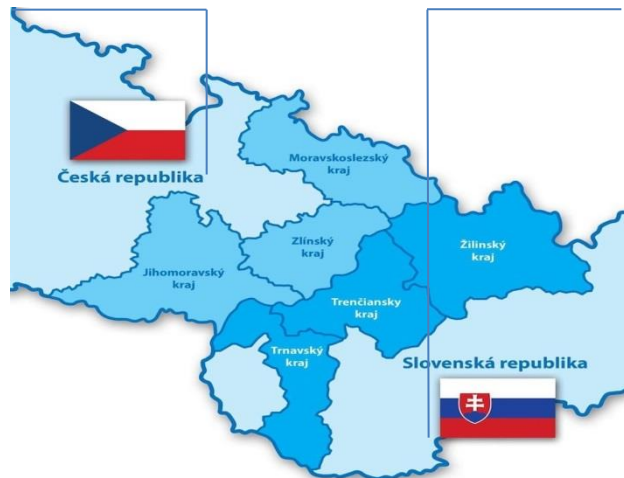 Moravskoslezský
kraj
Česká republika
Zlínský
kraj
Žilinský
kraj
Jihomoravský
kraj
Trenčiansky
kraj
Trnavský
kraj
Slovenská republika